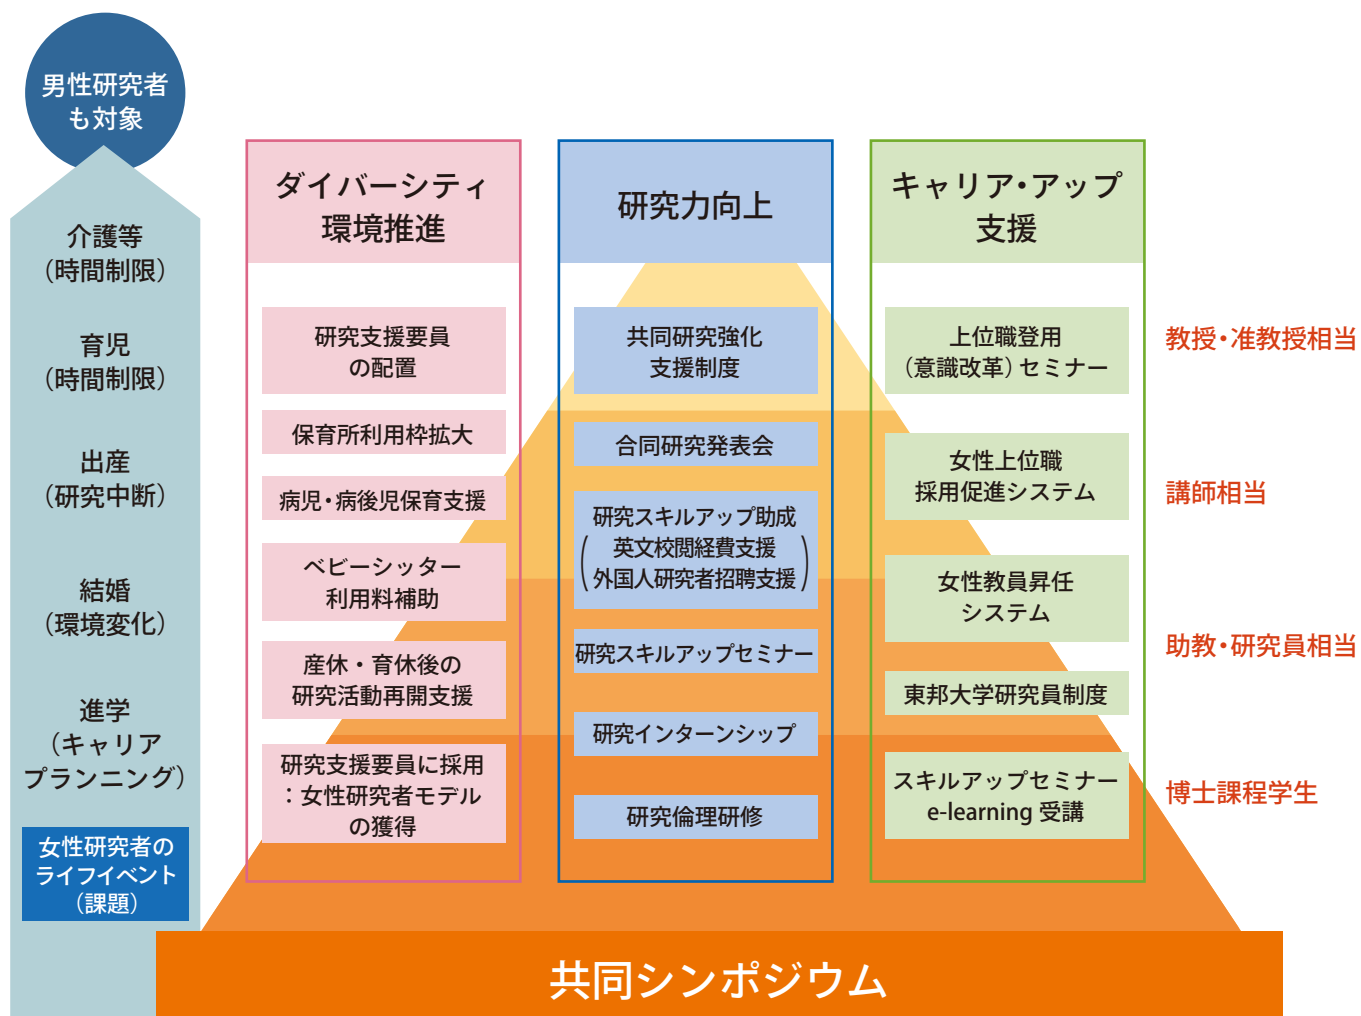 男性研究者
も対象
介護等
（時間制限）
育児
（時間制限）
出産
（研究中断）
結婚
（環境変化）
進学
（キャリア
プランニング）
女性研究者の
ライフイベント
（課題）
ダイバーシティ
環境推進
研究支援要員
の配置
保育所利用枠拡大
病児・病後児保育支援
ベビーシッター
利用料補助
産休・育休後の
研究活動再開支援
研究支援要員に採用
：女性研究者モデル
の獲得
研究力向上
共同研究強化
支援制度
合同研究発表会
研究スキルアップ助成
（英文校閲経費支援
外国人研究者招聘支援）
研究スキルアップセミナー
研究インターンシップ
研究倫理研修
キャリア・アップ
支援
上位職登用
（意識改革）セミナー
女性上位職
採用促進システム
女性教員昇任
システム
東邦大学研究員制度
スキルアップセミナー
e-learning 受講
教授・准教授相当
講師相当
助教・研究員相当
博士課程学生
共同シンポジウム